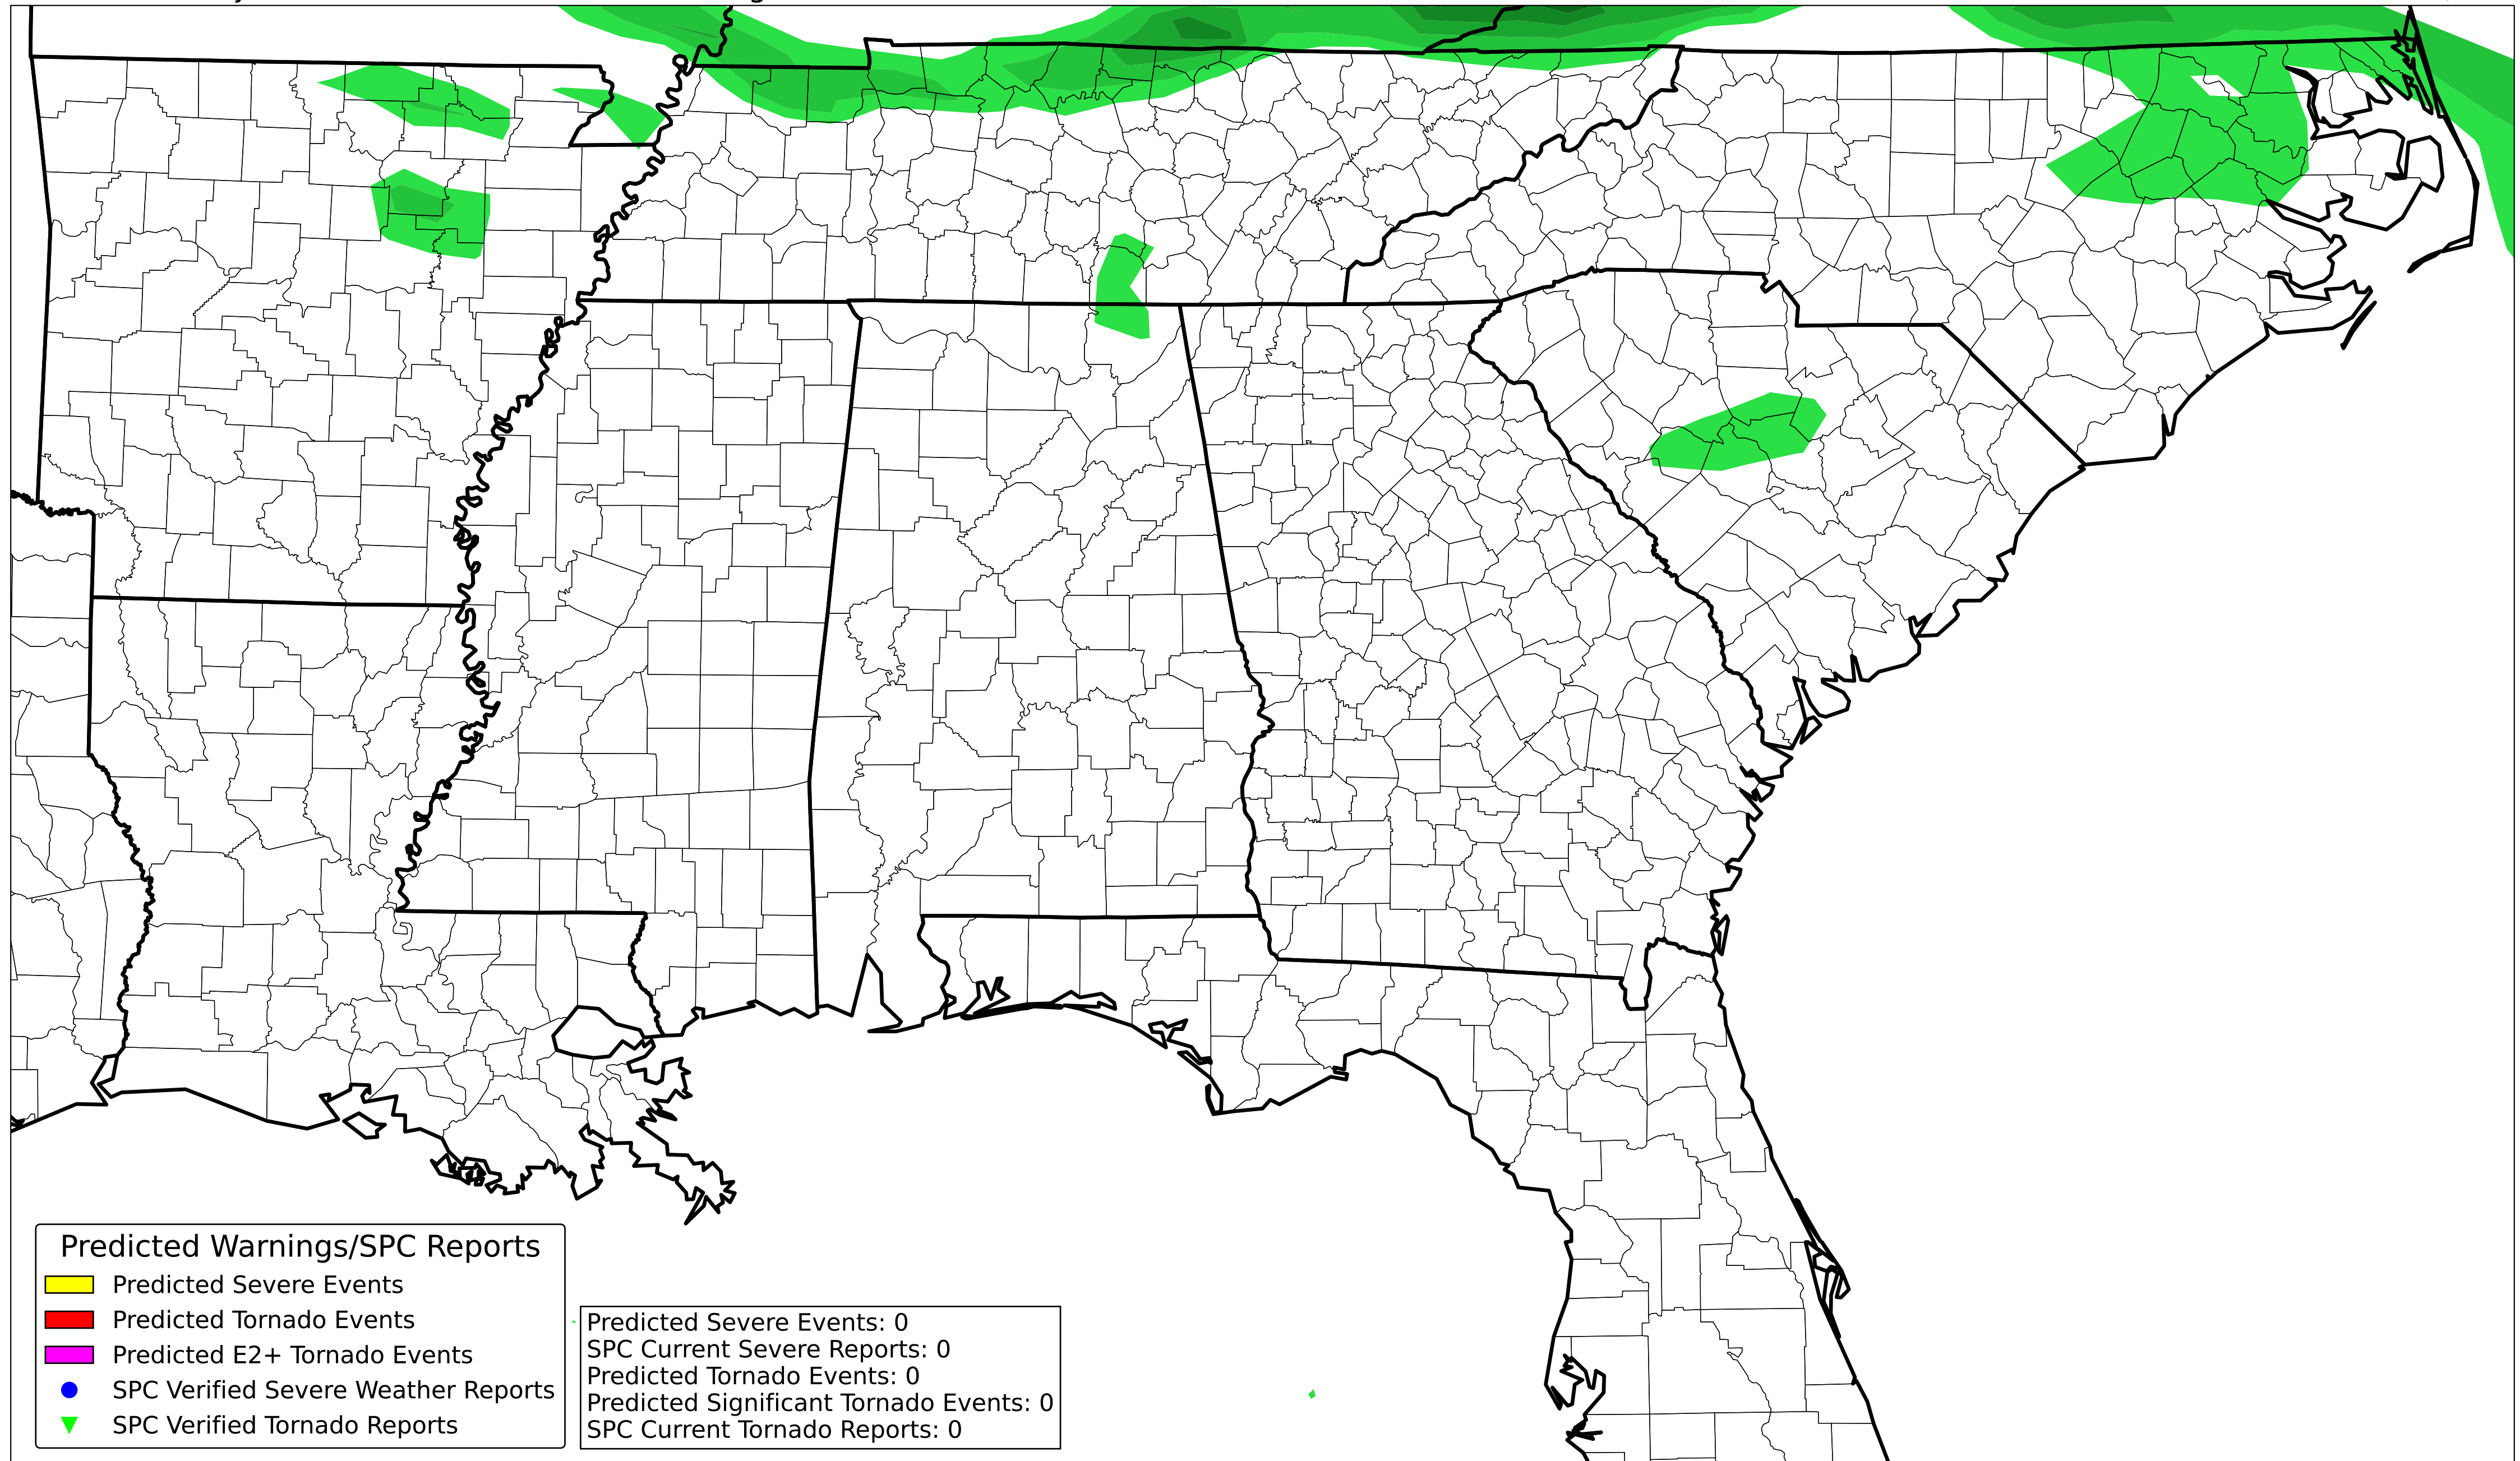 Predicted Warnings/SPC Reports
Predicted Severe Events
Predicted Tornado Events
Predicted E2+ Tornado Events
SPC Verified Severe Weather Reports
SPC Verified Tornado Reports
Predicted Severe Events: 0
SPC Current Severe Reports: 0
Predicted Tornado Events: 0
Predicted Significant Tornado Events: 0
SPC Current Tornado Reports: 0